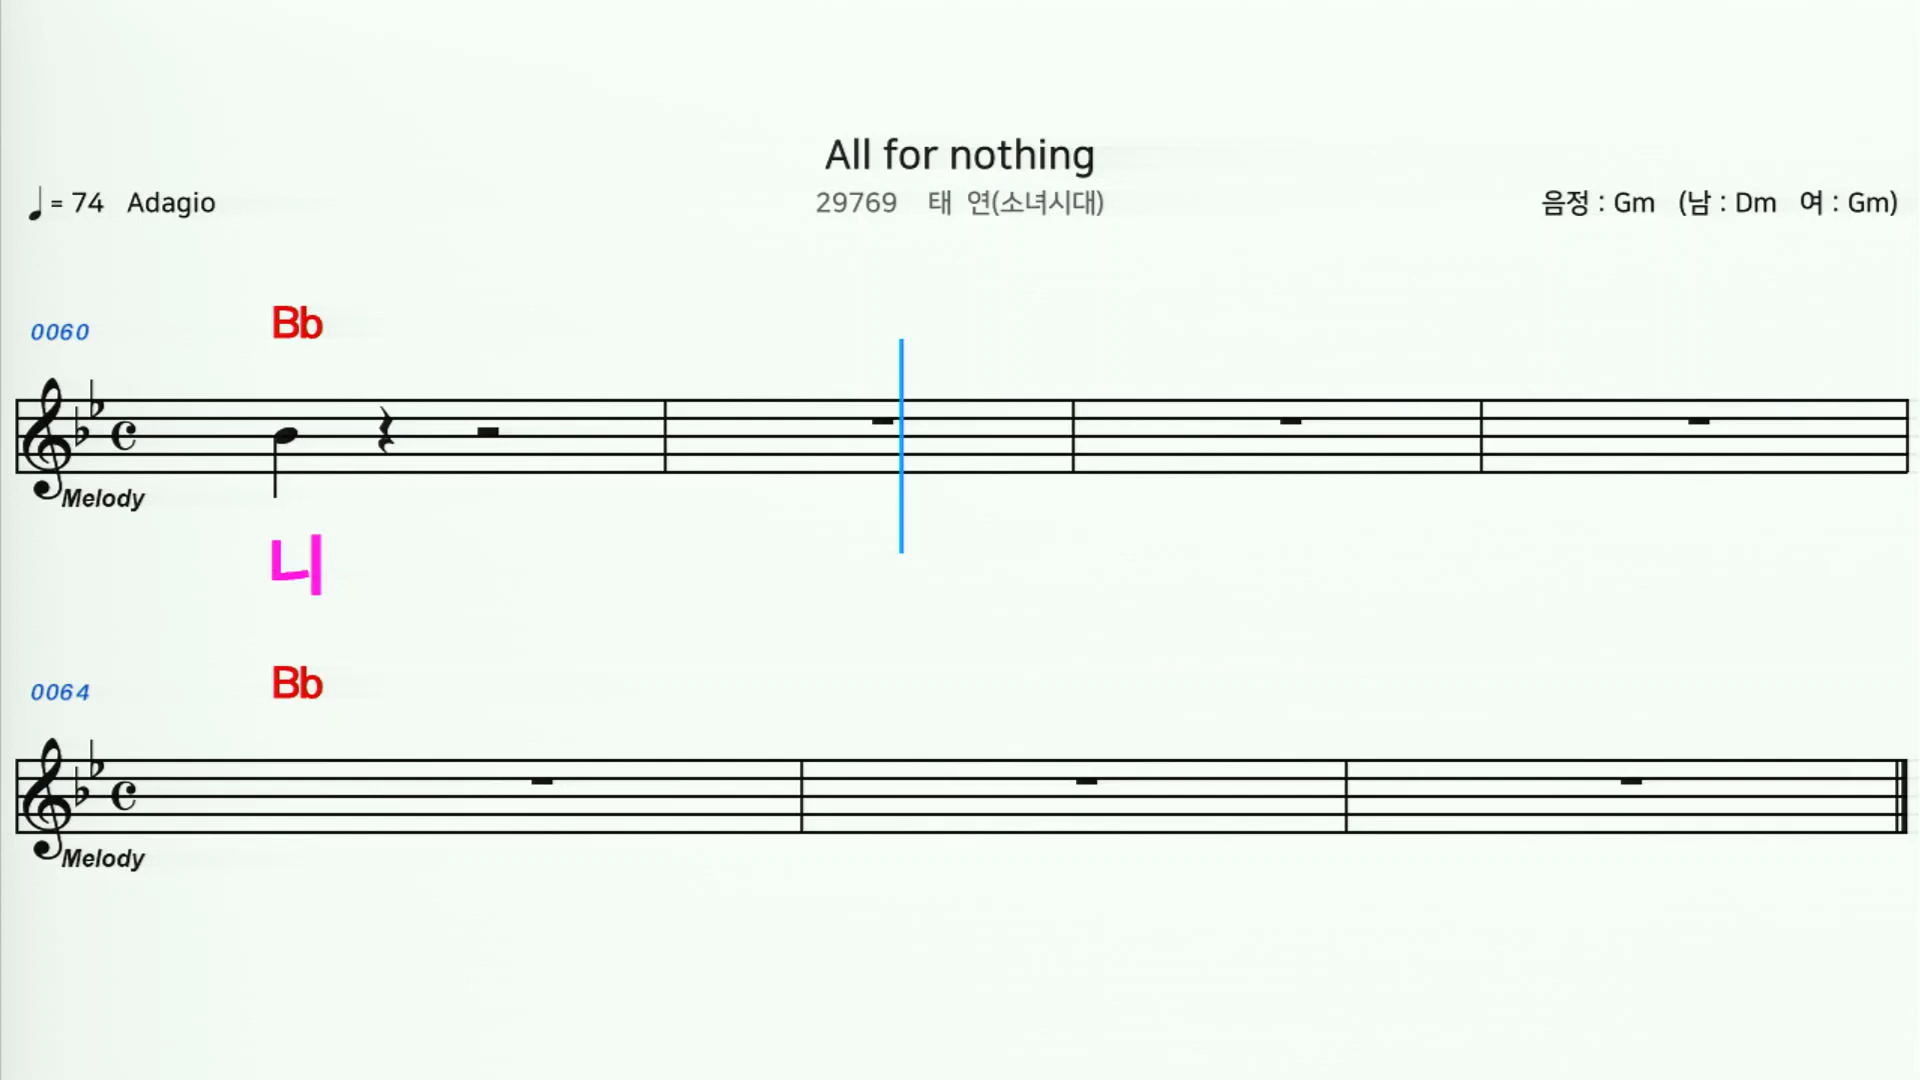 All for nothing
= 74 Adagio 29769 태 연(소녀시대) 음정 : Gm (남 : Dm 여 : Gm)
0060 Bb
Melody
니
0064 Bb
Melody